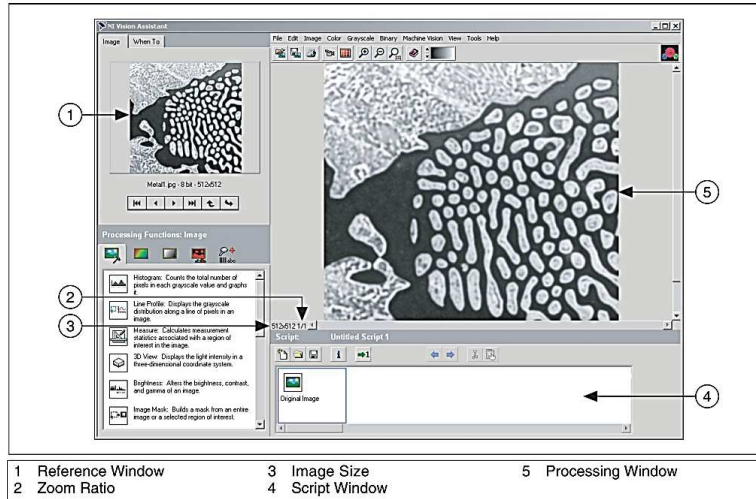 NI Vision Assistant
Image When To
File Edit Image Color Grayscale Binary Machine Vision View Tools Help
1
Metal1.jpg - 8 bit - 512x512
5
Processing Functions: Image
Histogram: Counts the total number of
pixels in each grayscale value and graphs
it.
Line Profile: Displays the grayscale
distribution along a line of pixels in an
image.
Measure: Calculates measurement
statistics associated with a region of
interest in the image.
3D View: Displays the light intensity in a
three-dimensional coordinate system.
Brightness: Alters the brightness, contrast,
and gamma of an image.
Image Mask: Builds a mask from an entire
image or a selected region of interest.
2
3
512x512 1/1
Script: Untitled Script 1
Original Image
4
1 Reference Window
2 Zoom Ratio
3 Image Size
4 Script Window
5 Processing Window